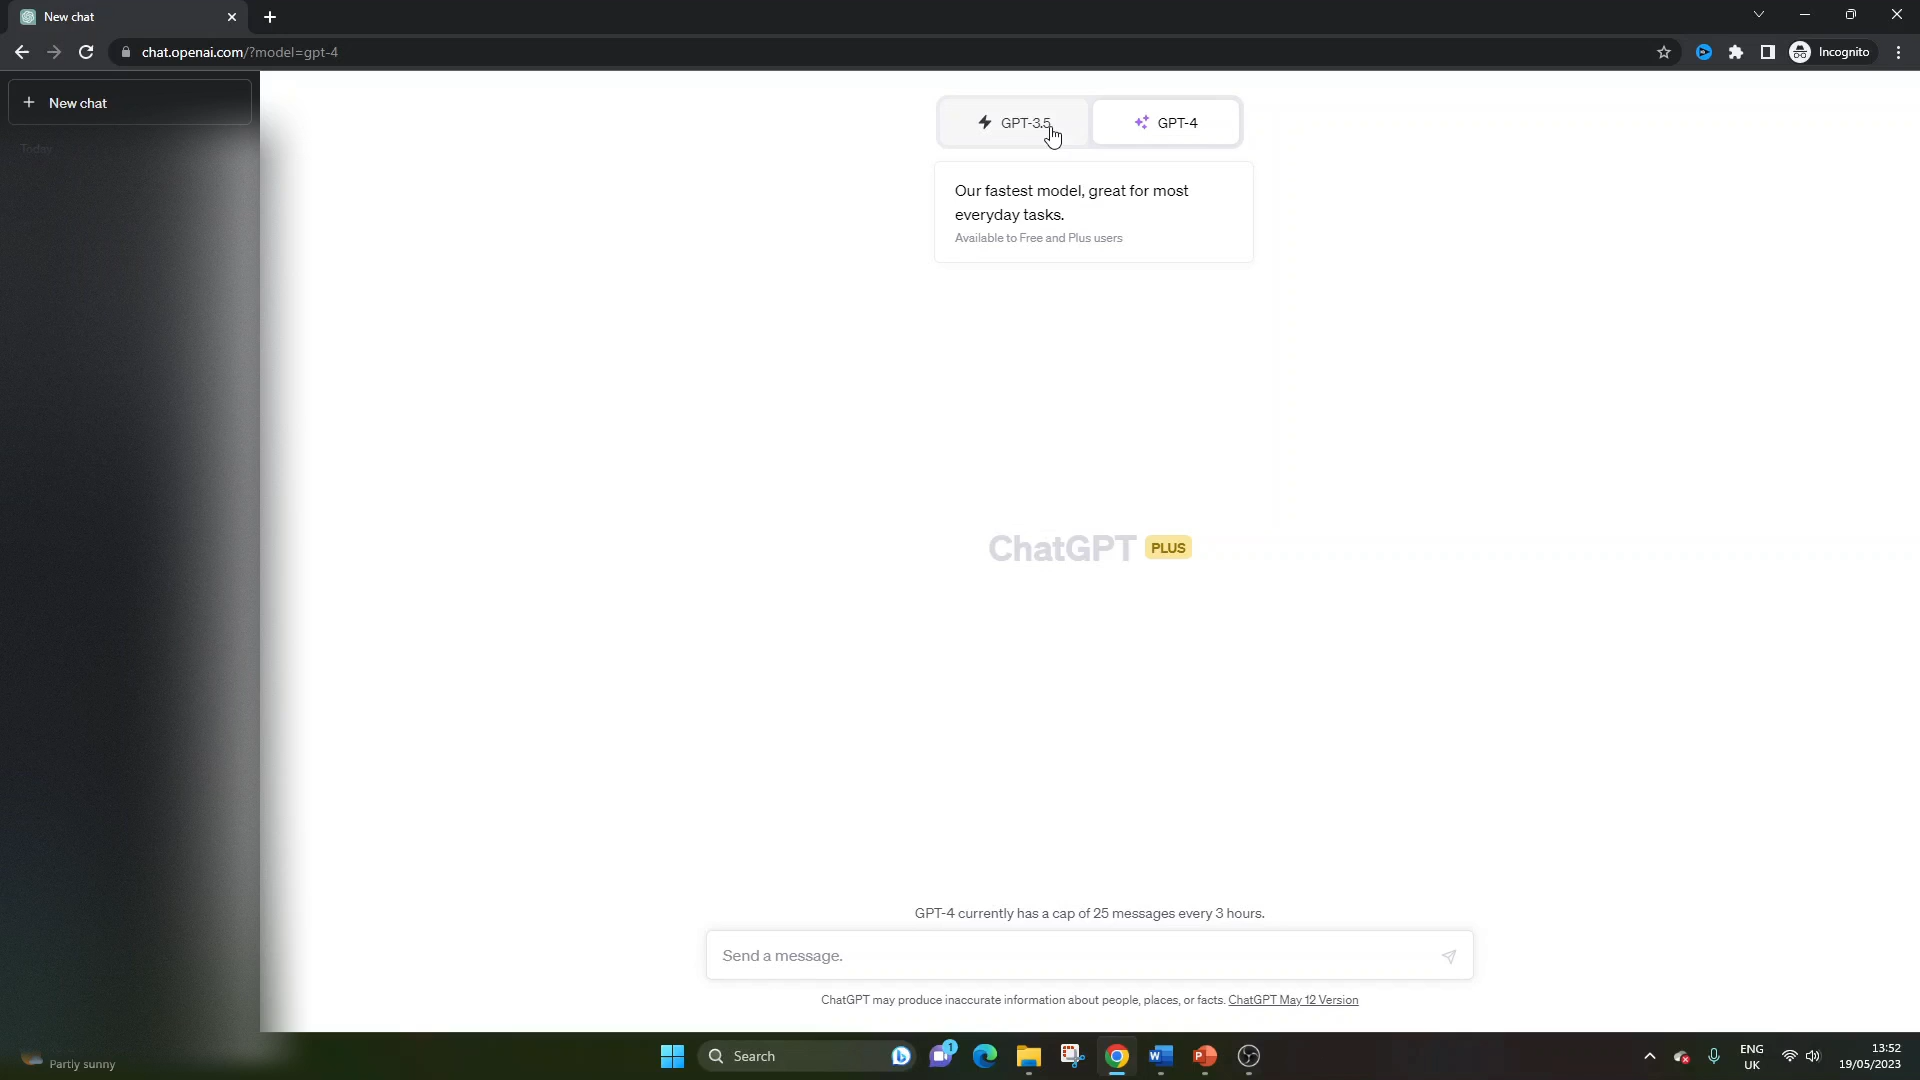 New chat
chat.openai.com/?model=gpt-4
Incognito
New chat
Today
GPT-3.5
GPT-4
Our fastest model, great for most
everyday tasks.
Available to Free and Plus users
ChatGPT PLUS
GPT-4 currently has a cap of 25 messages every 3 hours.
Send a message.
ChatGPT may produce inaccurate information about people, places, or facts. ChatGPT May 12 Version
Partly sunny
Search
1
ENG
UK
13:52
19/05/2023